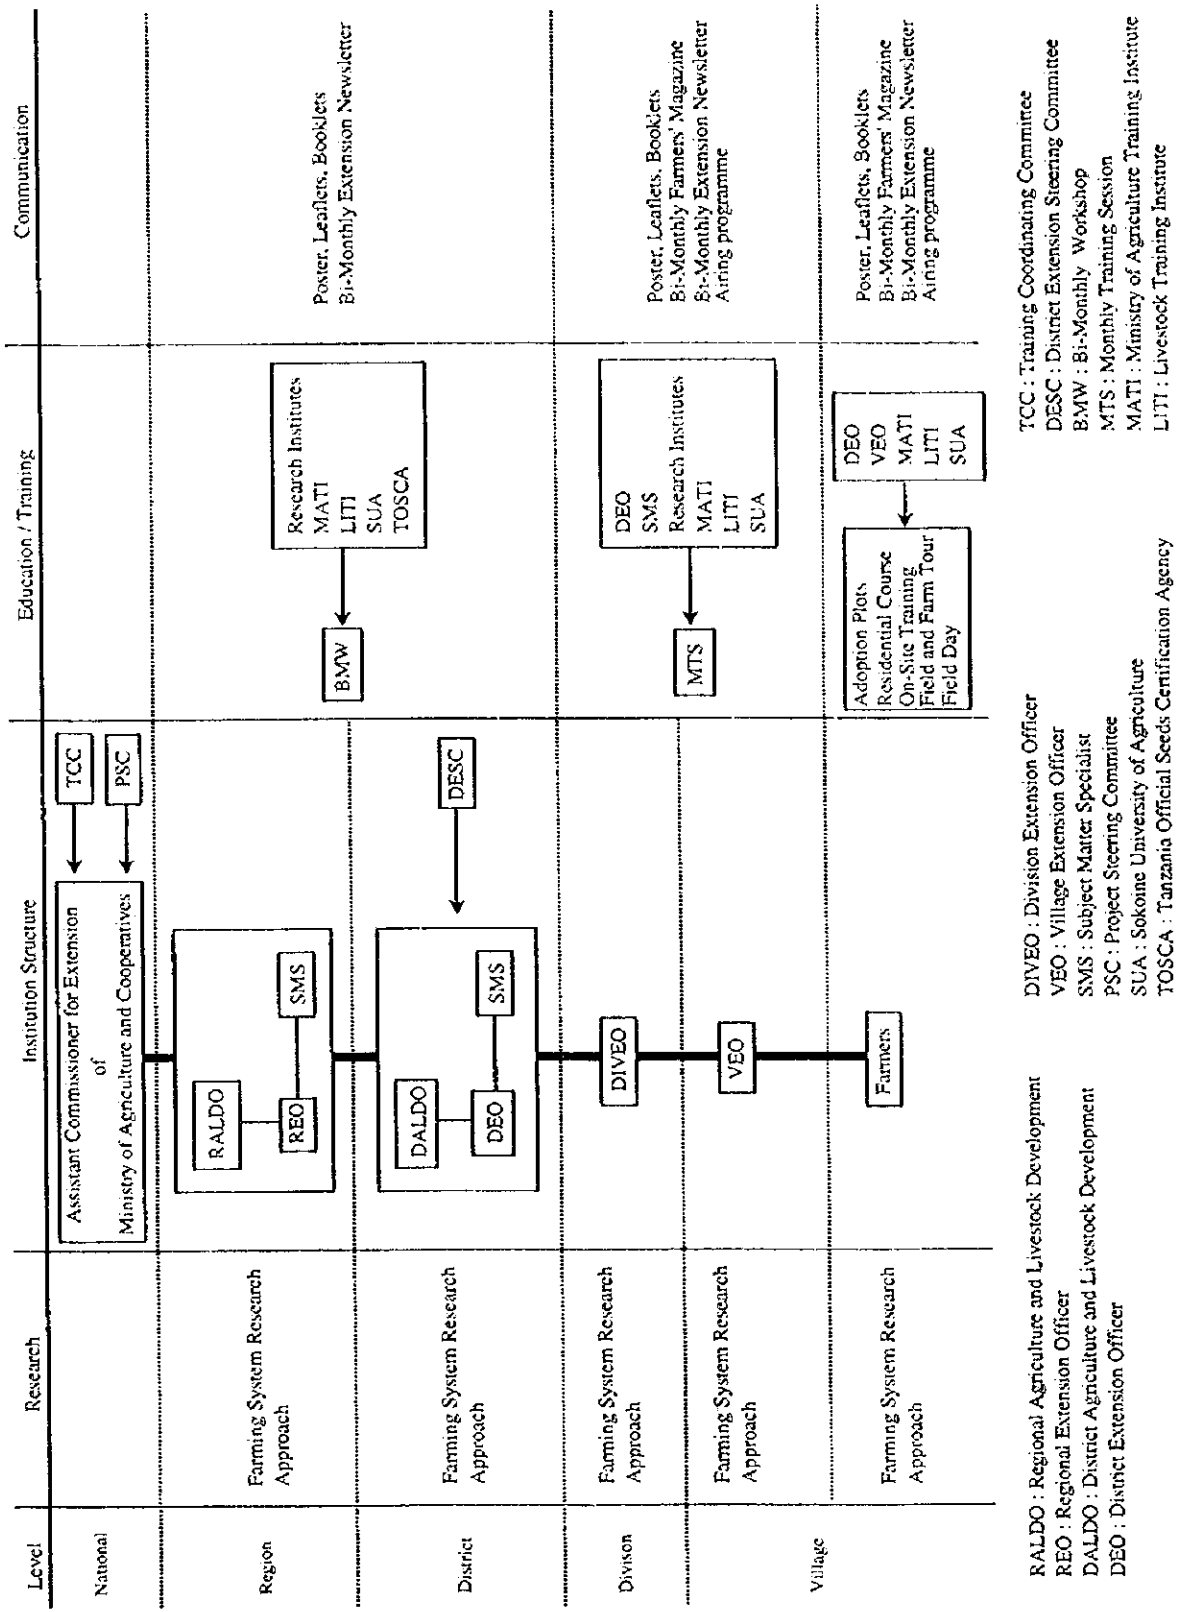 Level
Research
Institution Structure
Education / Training
Communication
National
Assistant Commissioner for Extension
of
Ministry of Agriculture and Cooperatives
TCC
PSC
Region
Farming System Research
Approach
RALDO
REO
SMS
BMW
Research Institutes
MATI
LITI
SUA
TOSCA
Poster, Leaflets, Booklets
Bi-Monthly Extension Newsletter
District
Farming System Research
Approach
DALDO
DEO
SMS
DESC
Divison
Farming System Research
Approach
DIVEO
MTS
DEO
SMS
Research Institutes
MATI
LITI
SUA
Poster, Leaflets, Booklets
Bi-Monthly Farmers' Magazine
Bi-Monthly Extension Newsletter
Airing programme
Village
Farming System Research
Approach
VEO
Farming System Research
Approach
Farmers
Adoption Plots
Residential Course
On-Site Training
Field and Farm Tour
Field Day
DEO
VEO
MATI
LITI
SUA
Poster, Leaflets, Booklets
Bi-Monthly Farmers' Magazine
Bi-Monthly Extension Newsletter
Airing programme
RALDO : Regional Agriculture and Livestock Development
REO : Regional Extension Officer
DALDO : District Agriculture and Livestock Development
DEO : District Extension Officer
DIVEO : Division Extension Officer
VEO : Village Extension Officer
SMS : Subject Matter Specialist
PSC : Project Steering Committee
SUA : Sokoine University of Agriculture
TOSCA : Tanzania Official Seeds Certification Agency
TCC : Training Coordinating Committee
DESC : District Extension Steering Committee
BMW : Bi-Monthly Workshop
MTS : Monthly Training Session
MATI : Ministry of Agriculture Training Institute
LITI : Livestock Training Institute